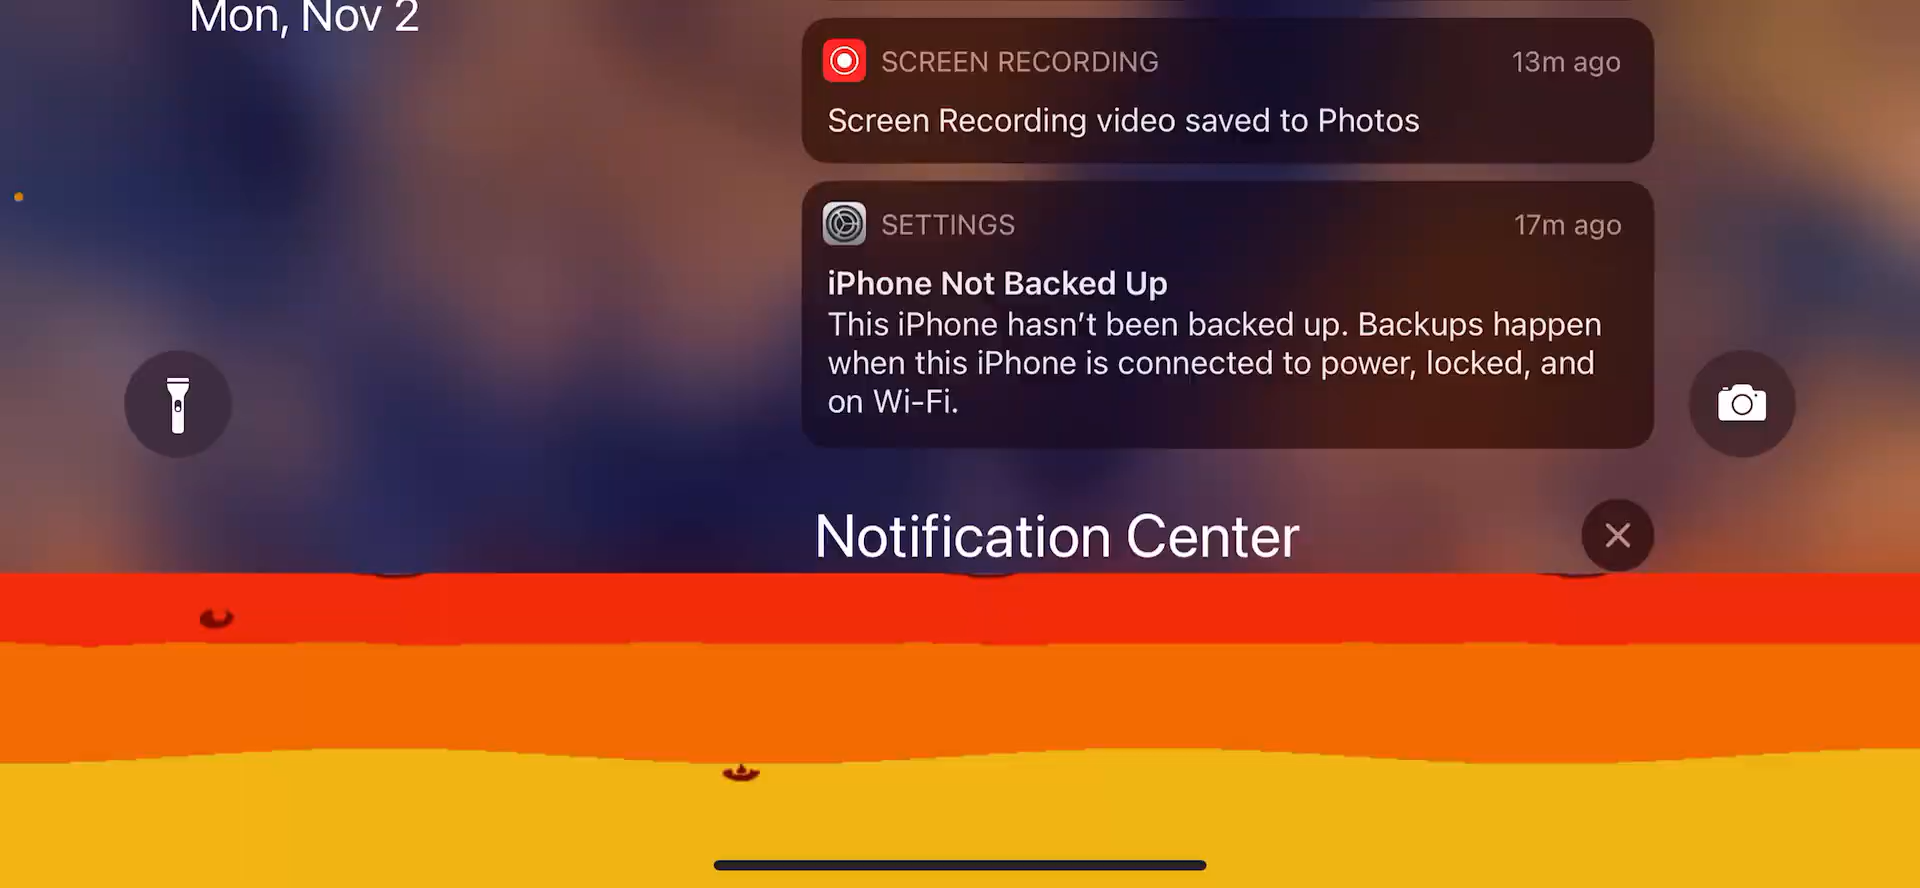 Mon, Nov 2
SCREEN RECORDING
13m ago
Screen Recording video saved to Photos
SETTINGS
17m ago
iPhone Not Backed Up
This iPhone hasn’t been backed up. Backups happen
when this iPhone is connected to power, locked, and
on Wi-Fi.
Notification Center